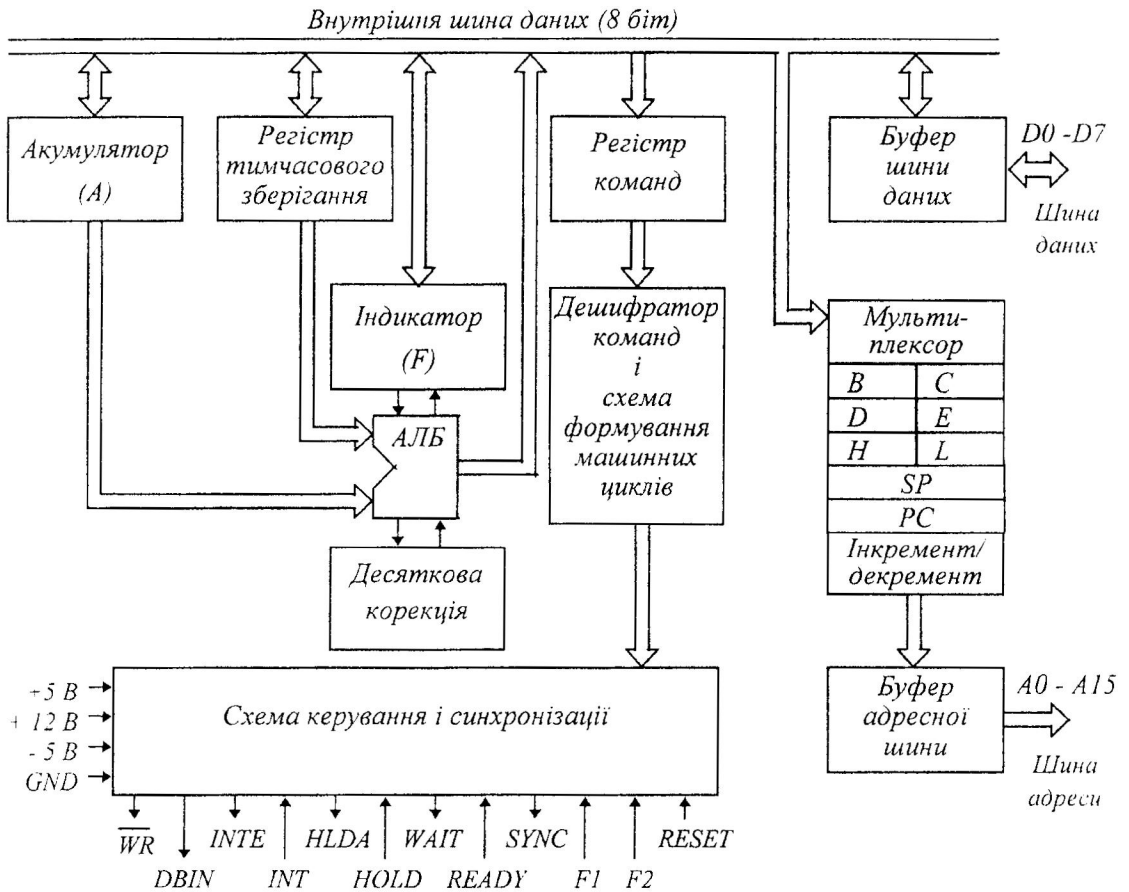 Внутрішня шина даних (8 біт)
Акумулятор
(А)
Регістр
тимчасового
зберігання
Регістр
команд
Буфер
шини
даних
D0 -D7
Шина
даних
Індикатор
(F)
Дешифратор
команд
і
схема
формування
машинних
циклів
Мульти-
плексор
B C
D E
H L
SP
PC
Інкремент/
декремент
АЛБ
Десяткова
корекція
+5 В
+ 12 В
- 5 В
GND
Схема керування і синхронізації
Буфер
адресної
шини
A0 - A15
Шина
адреси
WR INTE HLDA WAIT SYNC RESET
DBIN INT HOLD READY F1 F2